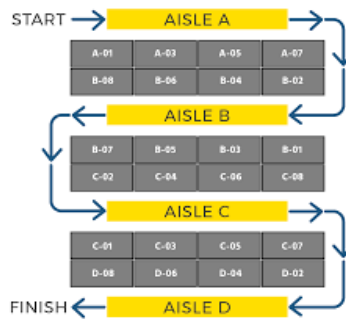 START AISLE A
A-01 A-03 A-05 A-07
B-08 B-06 B-04 B-02
AISLE B
B-07 B-05 B-03 B-01
C-02 C-04 C-06 C-08
AISLE C
C-01 C-03 C-05 C-07
D-08 D-06 D-04 D-02
FINISH AISLE D